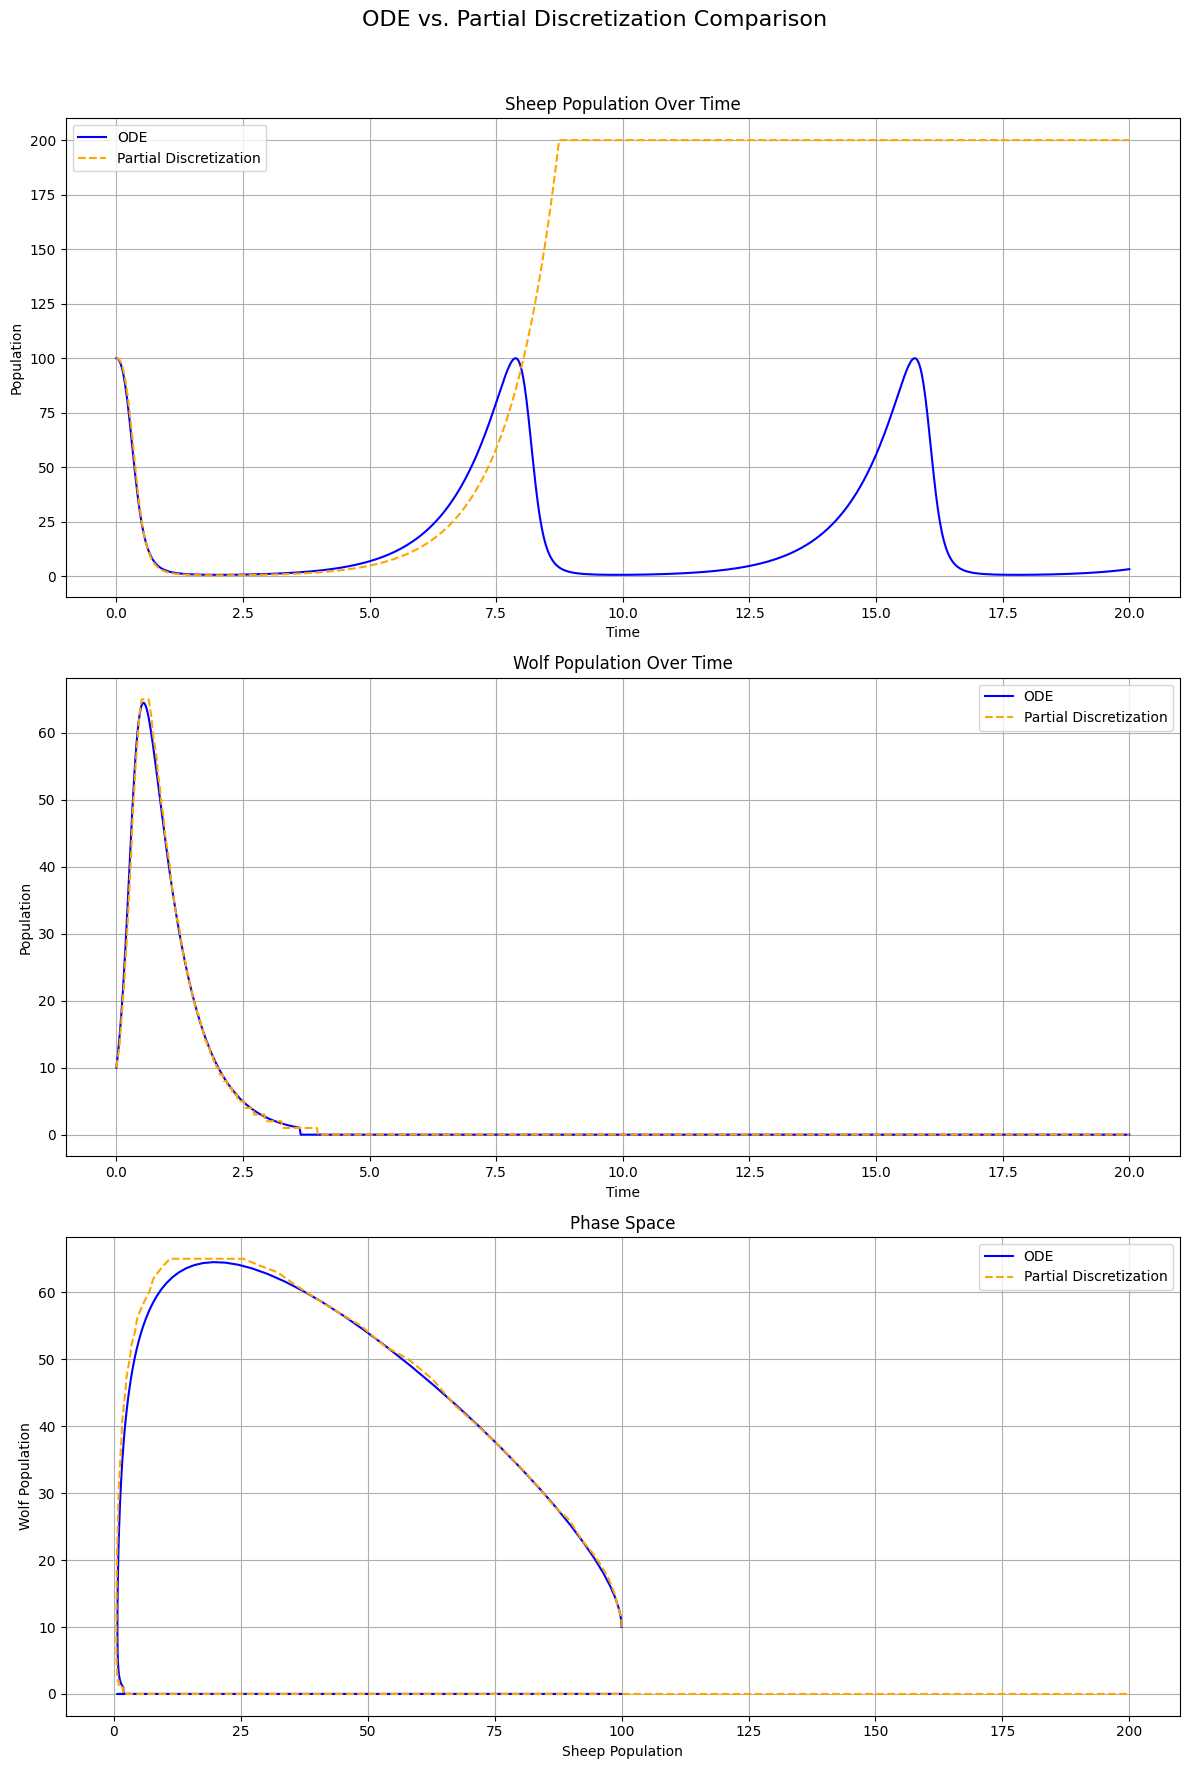 ODE vs. Partial Discretization Comparison
Sheep Population Over Time
ODE
Partial Discretization
Population
200
175
150
125
100
75
50
25
0
0.0 2.5 5.0 7.5 10.0 12.5 15.0 17.5 20.0
Time
Wolf Population Over Time
ODE
Partial Discretization
Population
60
50
40
30
20
10
0
0.0 2.5 5.0 7.5 10.0 12.5 15.0 17.5 20.0
Time
Phase Space
ODE
Partial Discretization
Wolf Population
60
50
40
30
20
10
0
0 25 50 75 100 125 150 175 200
Sheep Population